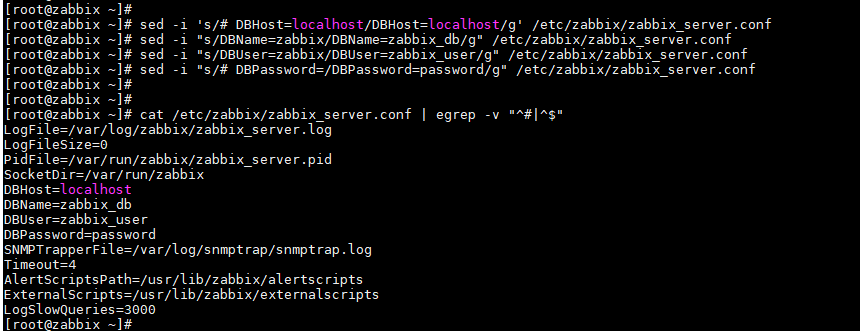 [root@zabbix ~]#
[root@zabbix ~]# sed -i 's/# DBHost=localhost/DBHost=localhost/g' /etc/zabbix/zabbix_server.conf
[root@zabbix ~]# sed -i "s/DBName=zabbix/DBName=zabbix_db/g" /etc/zabbix/zabbix_server.conf
[root@zabbix ~]# sed -i "s/DBUser=zabbix/DBUser=zabbix_user/g" /etc/zabbix/zabbix_server.conf
[root@zabbix ~]# sed -i "s/# DBPassword=/DBPassword=password/g" /etc/zabbix/zabbix_server.conf
[root@zabbix ~]#
[root@zabbix ~]#
[root@zabbix ~]# cat /etc/zabbix/zabbix_server.conf | egrep -v "^#|^$"
LogFile=/var/log/zabbix/zabbix_server.log
LogFileSize=0
PidFile=/var/run/zabbix/zabbix_server.pid
SocketDir=/var/run/zabbix
DBHost=localhost
DBName=zabbix_db
DBUser=zabbix_user
DBPassword=password
SNMPTrapperFile=/var/log/snmptrap/snmptrap.log
Timeout=4
AlertScriptsPath=/usr/lib/zabbix/alertscripts
ExternalScripts=/usr/lib/zabbix/externalscripts
LogSlowQueries=3000
[root@zabbix ~]#